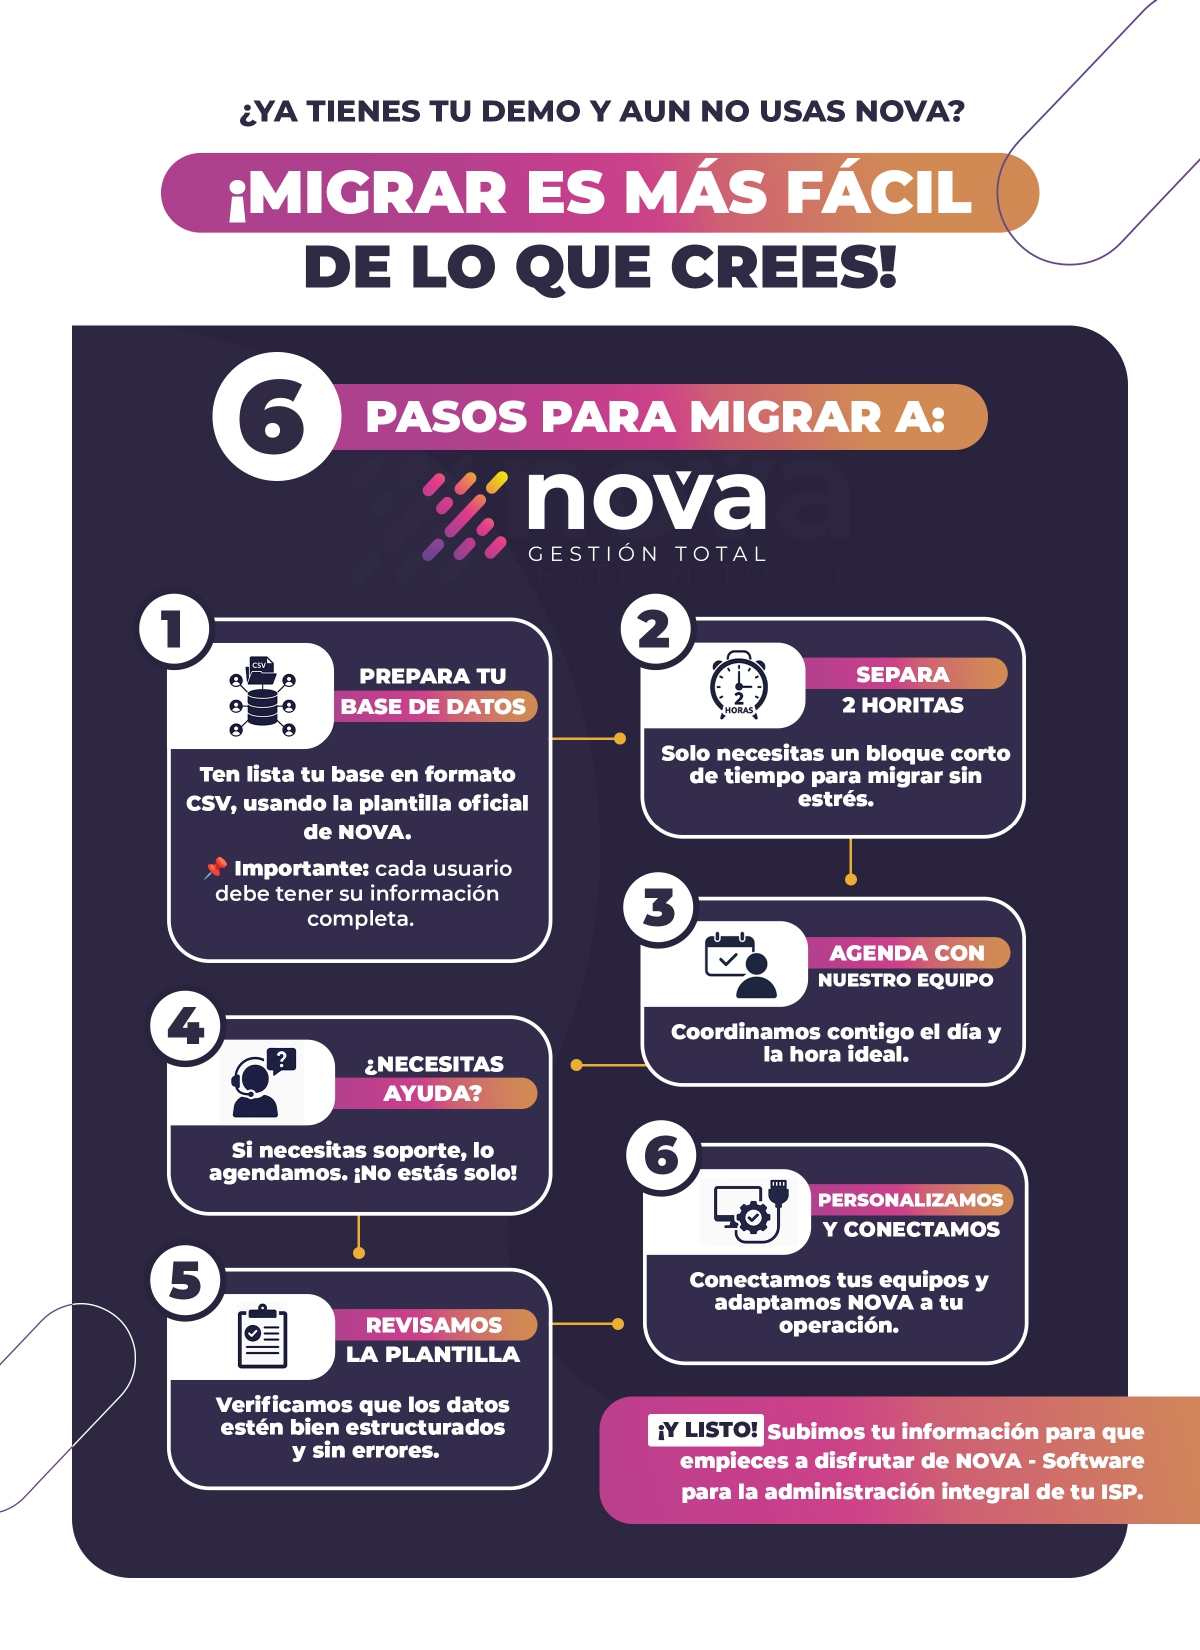 ¿YA TIENES TU DEMO Y AUN NO USAS NOVA?
¡MIGRAR ES MÁS FÁCIL
DE LO QUE CREES!
6 PASOS PARA MIGRAR A:
nova
GESTIÓN TOTAL
1
CSV
PREPARA TU
BASE DE DATOS
Ten lista tu base en formato
CSV, usando la plantilla oficial
de NOVA.
📌 Importante: cada usuario
debe tener su información
completa.
2
2
HORAS
SEPARA
2 HORITAS
Solo necesitas un bloque corto
de tiempo para migrar sin
estrés.
3
AGENDA CON
NUESTRO EQUIPO
Coordinamos contigo el día y
la hora ideal.
4
?
¿NECESITAS
AYUDA?
Si necesitas soporte, lo
agendamos. ¡No estás solo!
5
REVISAMOS
LA PLANTILLA
Verificamos que los datos
estén bien estructurados
y sin errores.
6
PERSONALIZAMOS
Y CONECTAMOS
Conectamos tus equipos y
adaptamos NOVA a tu
operación.
¡Y LISTO! Subimos tu información para que
empieces a disfrutar de NOVA - Software
para la administración integral de tu ISP.